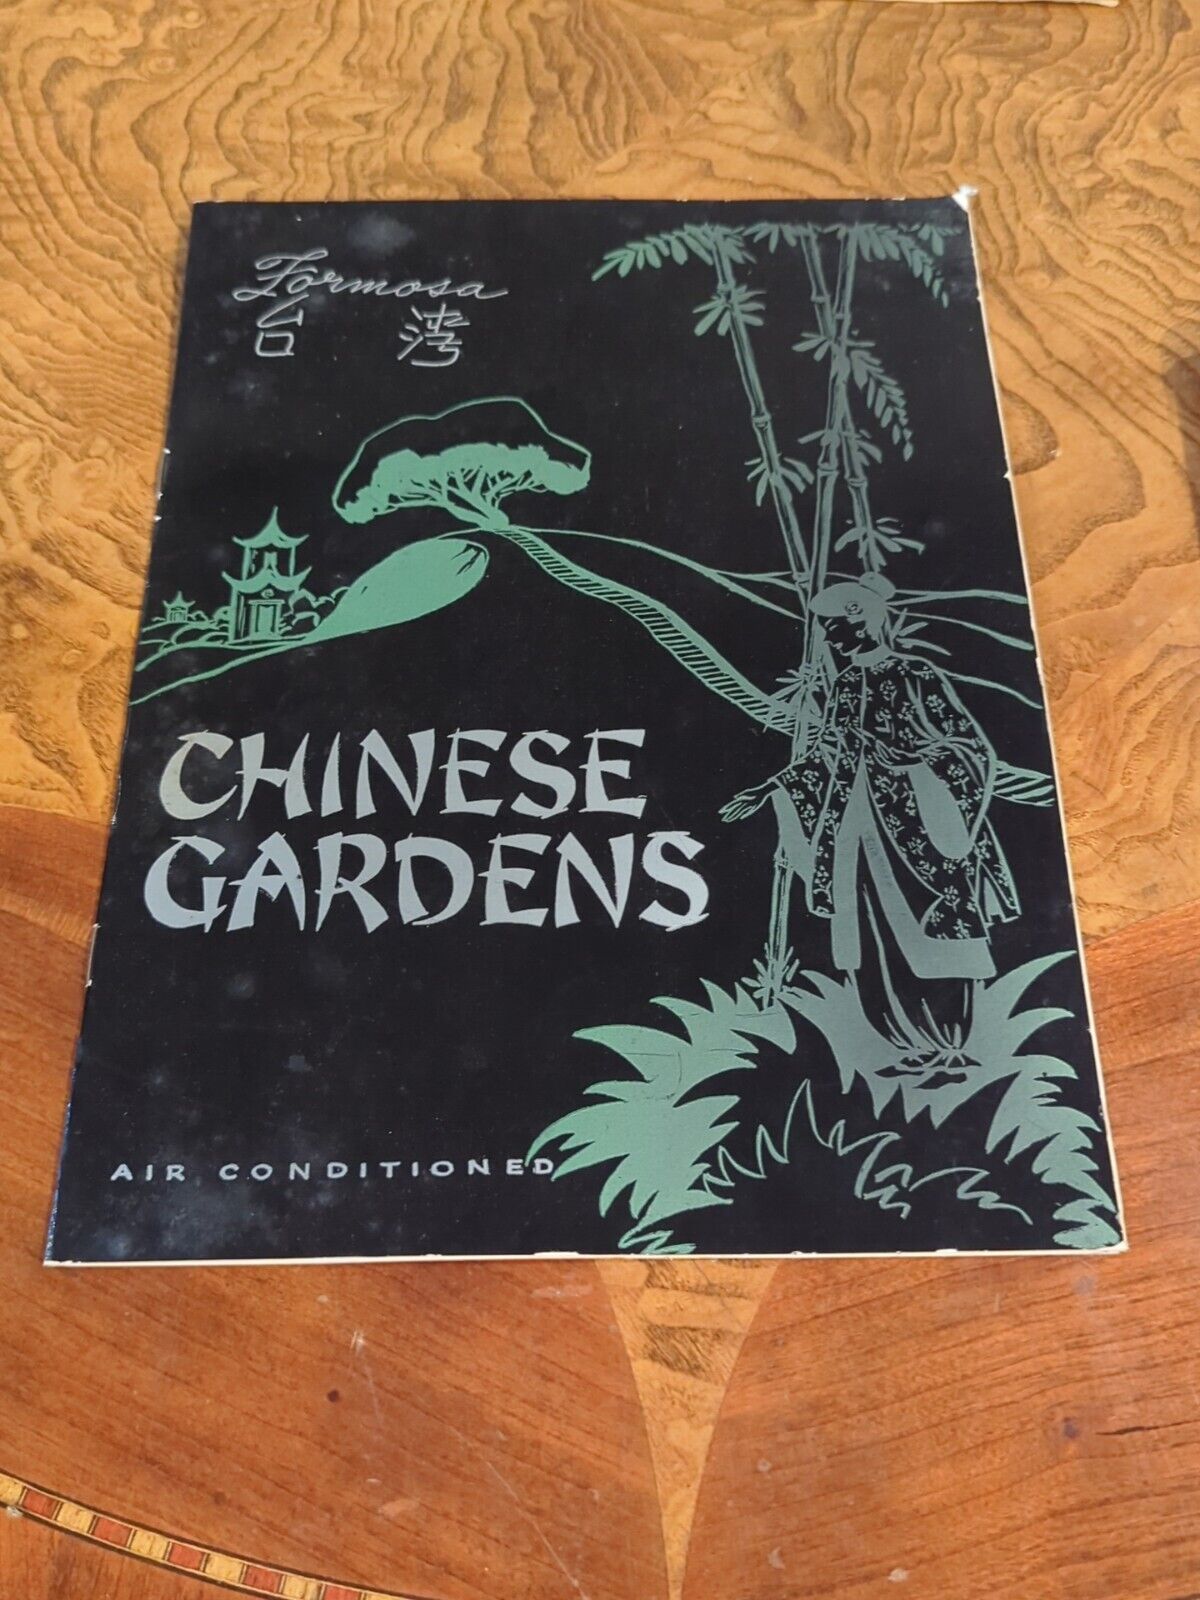 Formosa
台湾
CHINESE
GARDENS
AIR CONDITIONED